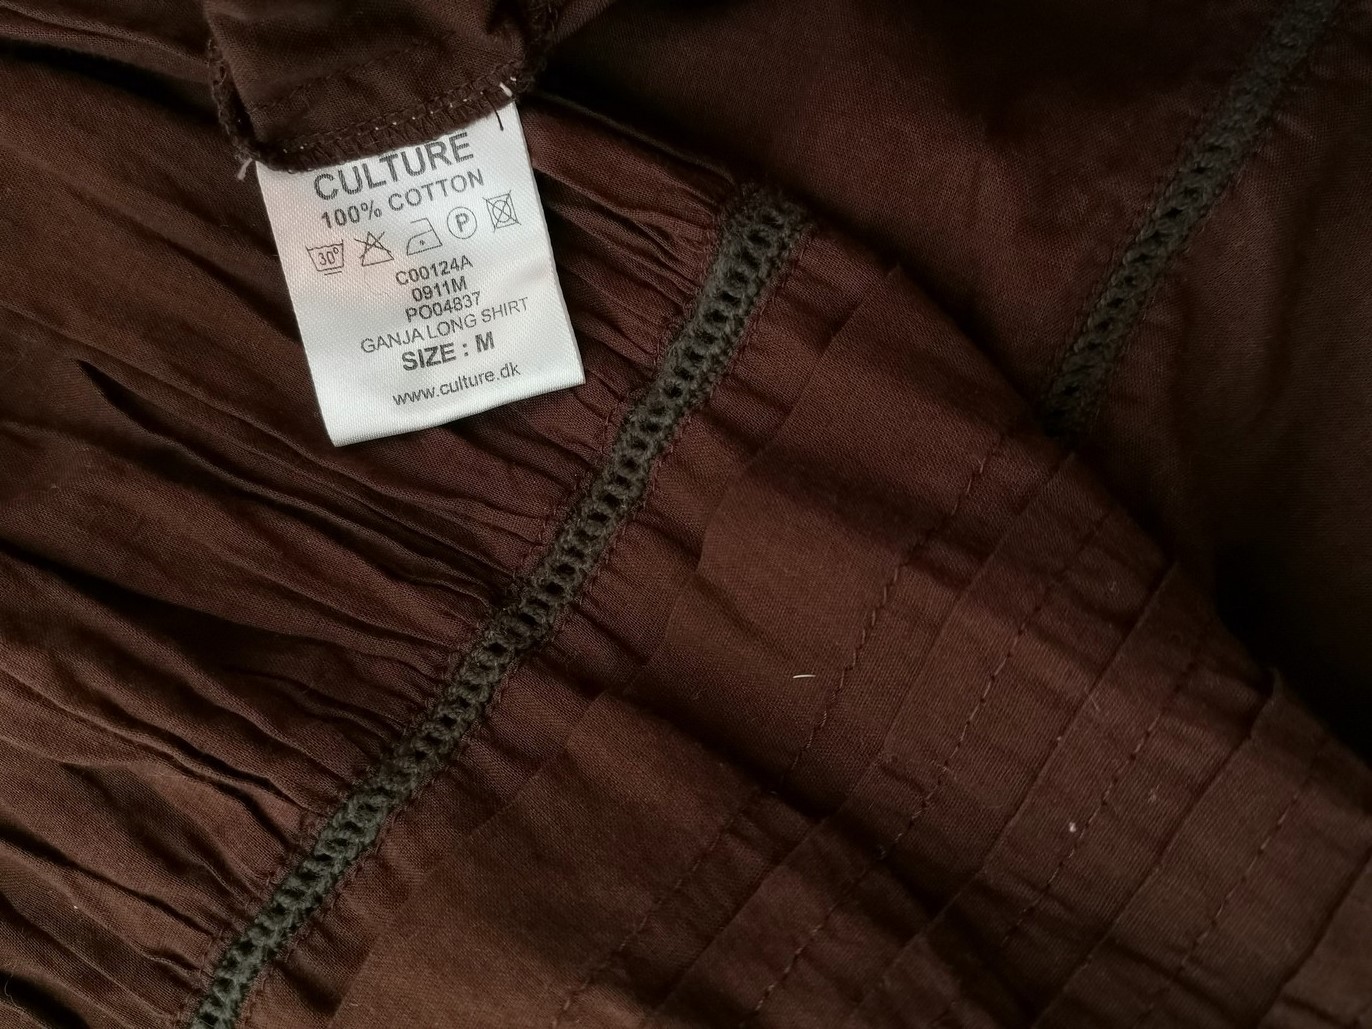 CULTURE
100% COTTON
30° P
C00124A
0911M
PO04837
GANJA LONG SHIRT
SIZE : M
www.culture.dk